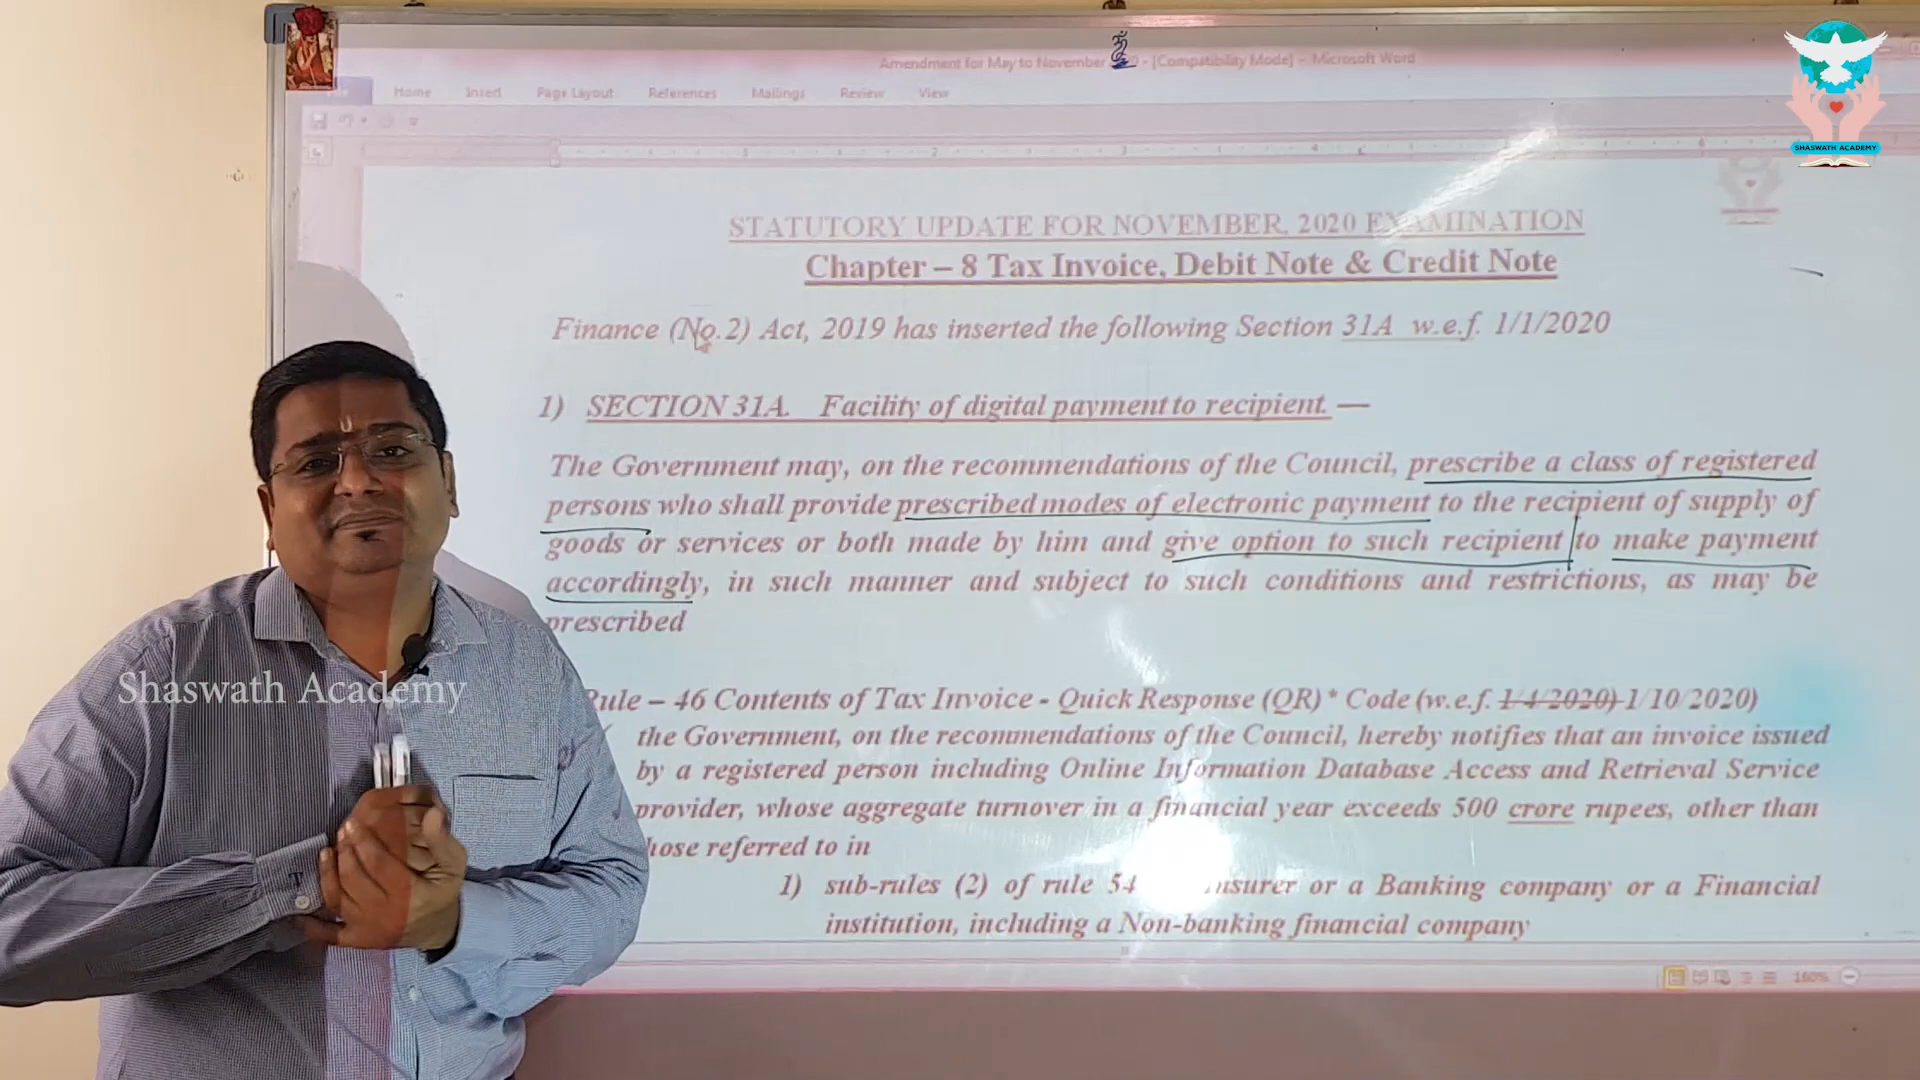 Amendment for May to November - [Compatibility Mode] - Microsoft Word
Home Insert Page Layout References Mailings Review View
SHASWATH ACADEMY
STATUTORY UPDATE FOR NOVEMBER, 2020 EXAMINATION
Chapter – 8 Tax Invoice, Debit Note & Credit Note
Finance (No.2) Act, 2019 has inserted the following Section 31A w.e.f. 1/1/2020
1) SECTION 31A. Facility of digital payment to recipient. —
The Government may, on the recommendations of the Council, prescribe a class of registered
persons who shall provide prescribed modes of electronic payment to the recipient of supply of
goods or services or both made by him and give option to such recipient to make payment
accordingly, in such manner and subject to such conditions and restrictions, as may be
prescribed
Shaswath Academy
Rule – 46 Contents of Tax Invoice - Quick Response (QR)* Code (w.e.f. 1/4/2020) 1/10/2020)
the Government, on the recommendations of the Council, hereby notifies that an invoice issued
by a registered person including Online Information Database Access and Retrieval Service
provider, whose aggregate turnover in a financial year exceeds 500 crore rupees, other than
hose referred to in
1) sub-rules (2) of rule 54 nsurer or a Banking company or a Financial
institution, including a Non-banking financial company
160%